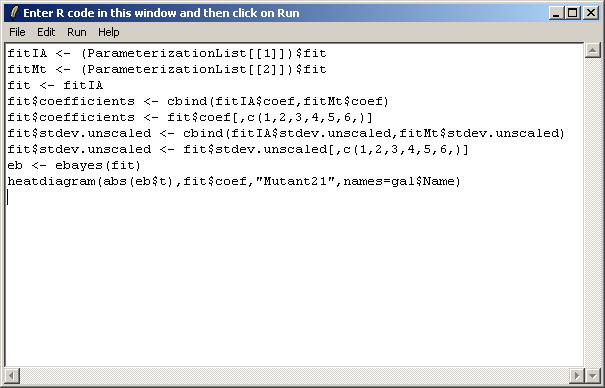 Enter R code in this window and then click on Run
File Edit Run Help
fitIA <- (ParameterizationList[[1]])$fit
fitMt <- (ParameterizationList[[2]])$fit
fit <- fitIA
fit$coefficients <- cbind(fitIA$coef,fitMt$coef)
fit$coefficients <- fit$coef[,c(1,2,3,4,5,6,)]
fit$stdev.unscaled <- cbind(fitIA$stdev.unscaled,fitMt$stdev.unscaled)
fit$stdev.unscaled <- fit$stdev.unscaled[,c(1,2,3,4,5,6,)]
eb <- ebayes(fit)
heatdiagram(abs(eb$t),fit$coef,"Mutant21",names=gal$Name)